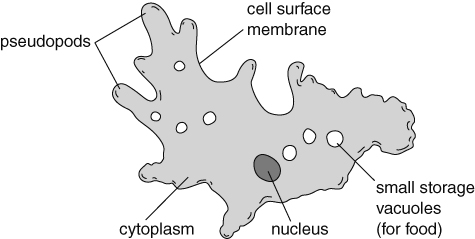 cell surface
membrane
pseudopods
small storage
vacuoles
(for food)
cytoplasm
nucleus